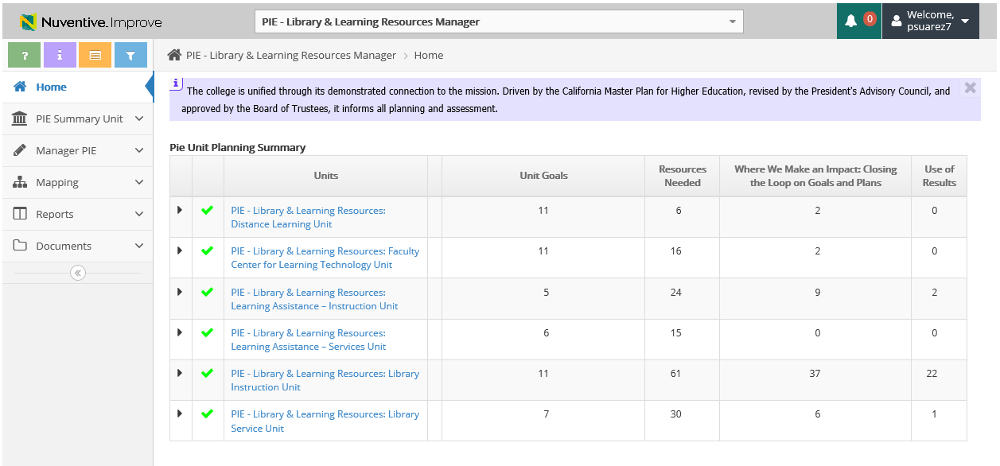 Nuventive. Improve
PIE - Library & Learning Resources Manager
0
Welcome,
psuarez7
?
i
PIE - Library & Learning Resources Manager > Home
Home
PIE Summary Unit
Manager PIE
Mapping
Reports
Documents
«
i
The college is unified through its demonstrated connection to the mission. Driven by the California Master Plan for Higher Education, revised by the President's Advisory Council, and
approved by the Board of Trustees, it informs all planning and assessment.
Pie Unit Planning Summary
Units
Unit Goals
Resources
Needed
Where We Make an Impact: Closing
the Loop on Goals and Plans
Use of
Results
PIE - Library & Learning Resources:
Distance Learning Unit
11
6
2
0
PIE - Library & Learning Resources: Faculty
Center for Learning Technology Unit
11
16
2
0
PIE - Library & Learning Resources:
Learning Assistance – Instruction Unit
5
24
9
2
PIE - Library & Learning Resources:
Learning Assistance – Services Unit
6
15
0
0
PIE - Library & Learning Resources: Library
Instruction Unit
11
61
37
22
PIE - Library & Learning Resources: Library
Service Unit
7
30
6
1